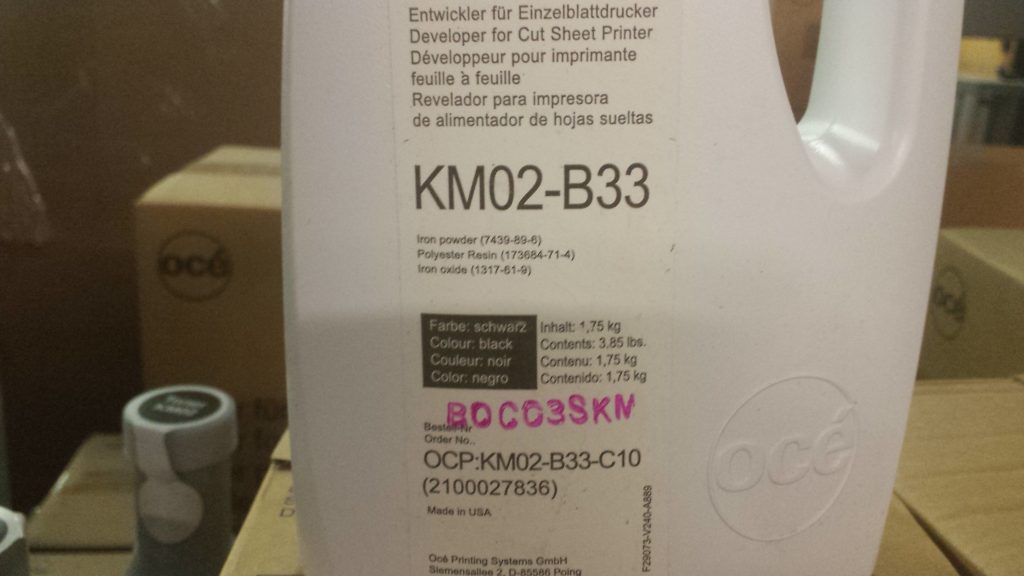 Entwickler für Einzelblattdrucker
Developer for Cut Sheet Printer
Développeur pour imprimante
feuille à feuille
Revelador para impresora
de alimentador de hojas sueltas
KM02-B33
Iron powder (7439-89-6)
Polyester Resin (173684-71-4)
Iron oxide (1317-61-9)
Farbe: schwarz
Colour: black
Couleur: noir
Color: negro
Inhalt: 1,75 kg
Contents: 3.85 lbs.
Contenu: 1,75 kg
Contenido: 1,75 kg
BDCC3SKM
Bestell-Nr
Order No..
OCP:KM02-B33-C10
(2100027836)
Made in USA
F29073-V240-A889
Océ Printing Systems GmbH
Siemensallee 2, D-85586 Poing
océ
océ
océ